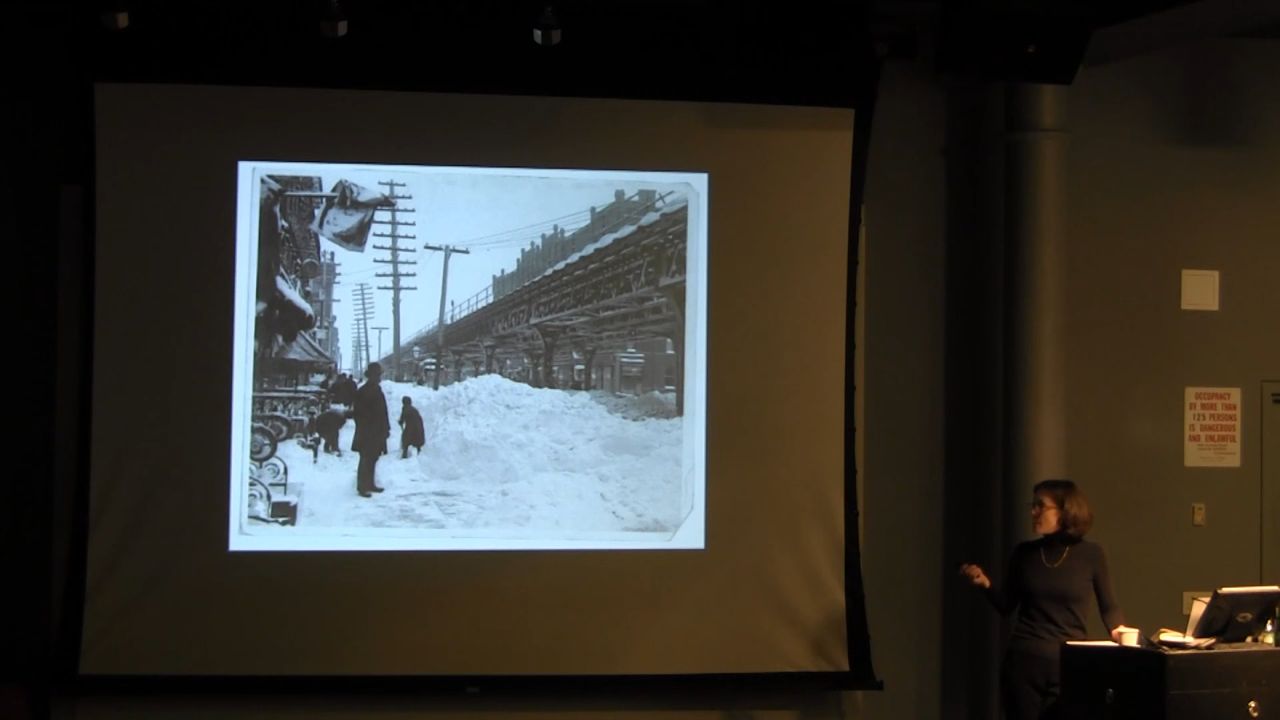 OCCUPANCY
BY MORE THAN
125 PERSONS
IS DANGEROUS
AND UNLAWFUL